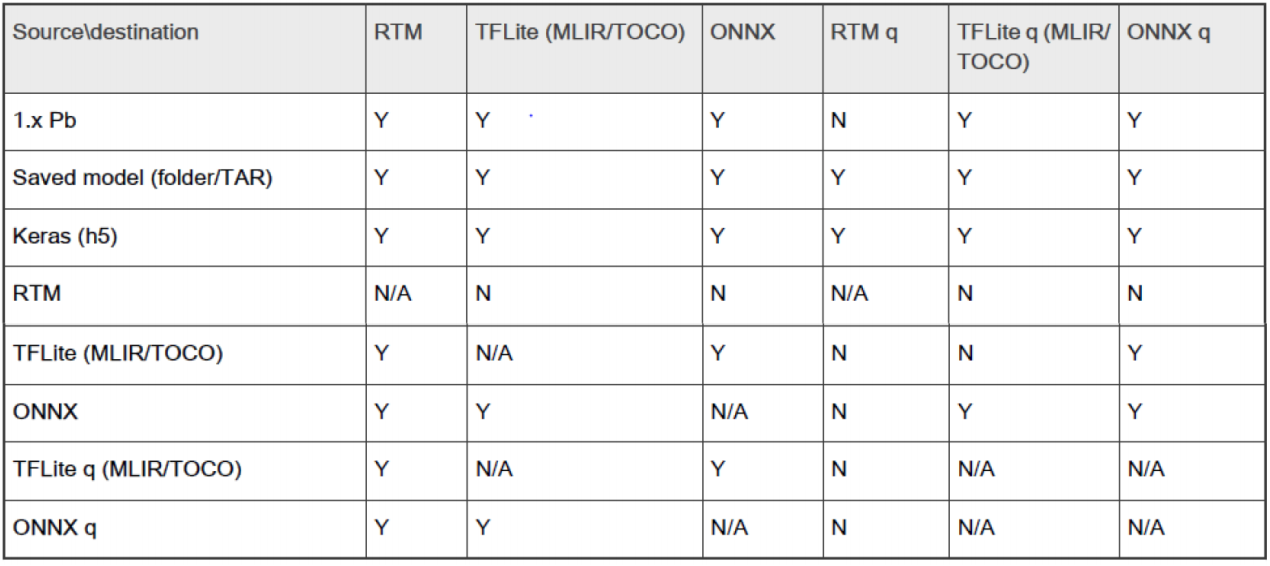 Source\destination RTM TFLite (MLIR/TOCO) ONNX RTM q TFLite q (MLIR/ ONNX q
TOCO)
1.x Pb Y Y Y N Y Y
Saved model (folder/TAR) Y Y Y Y Y Y
Keras (h5) Y Y Y Y Y Y
RTM N/A N N N/A N N
TFLite (MLIR/TOCO) Y N/A Y N N Y
ONNX Y Y N/A N Y Y
TFLite q (MLIR/TOCO) Y N/A Y N N/A N/A
ONNX q Y Y N/A N N/A N/A